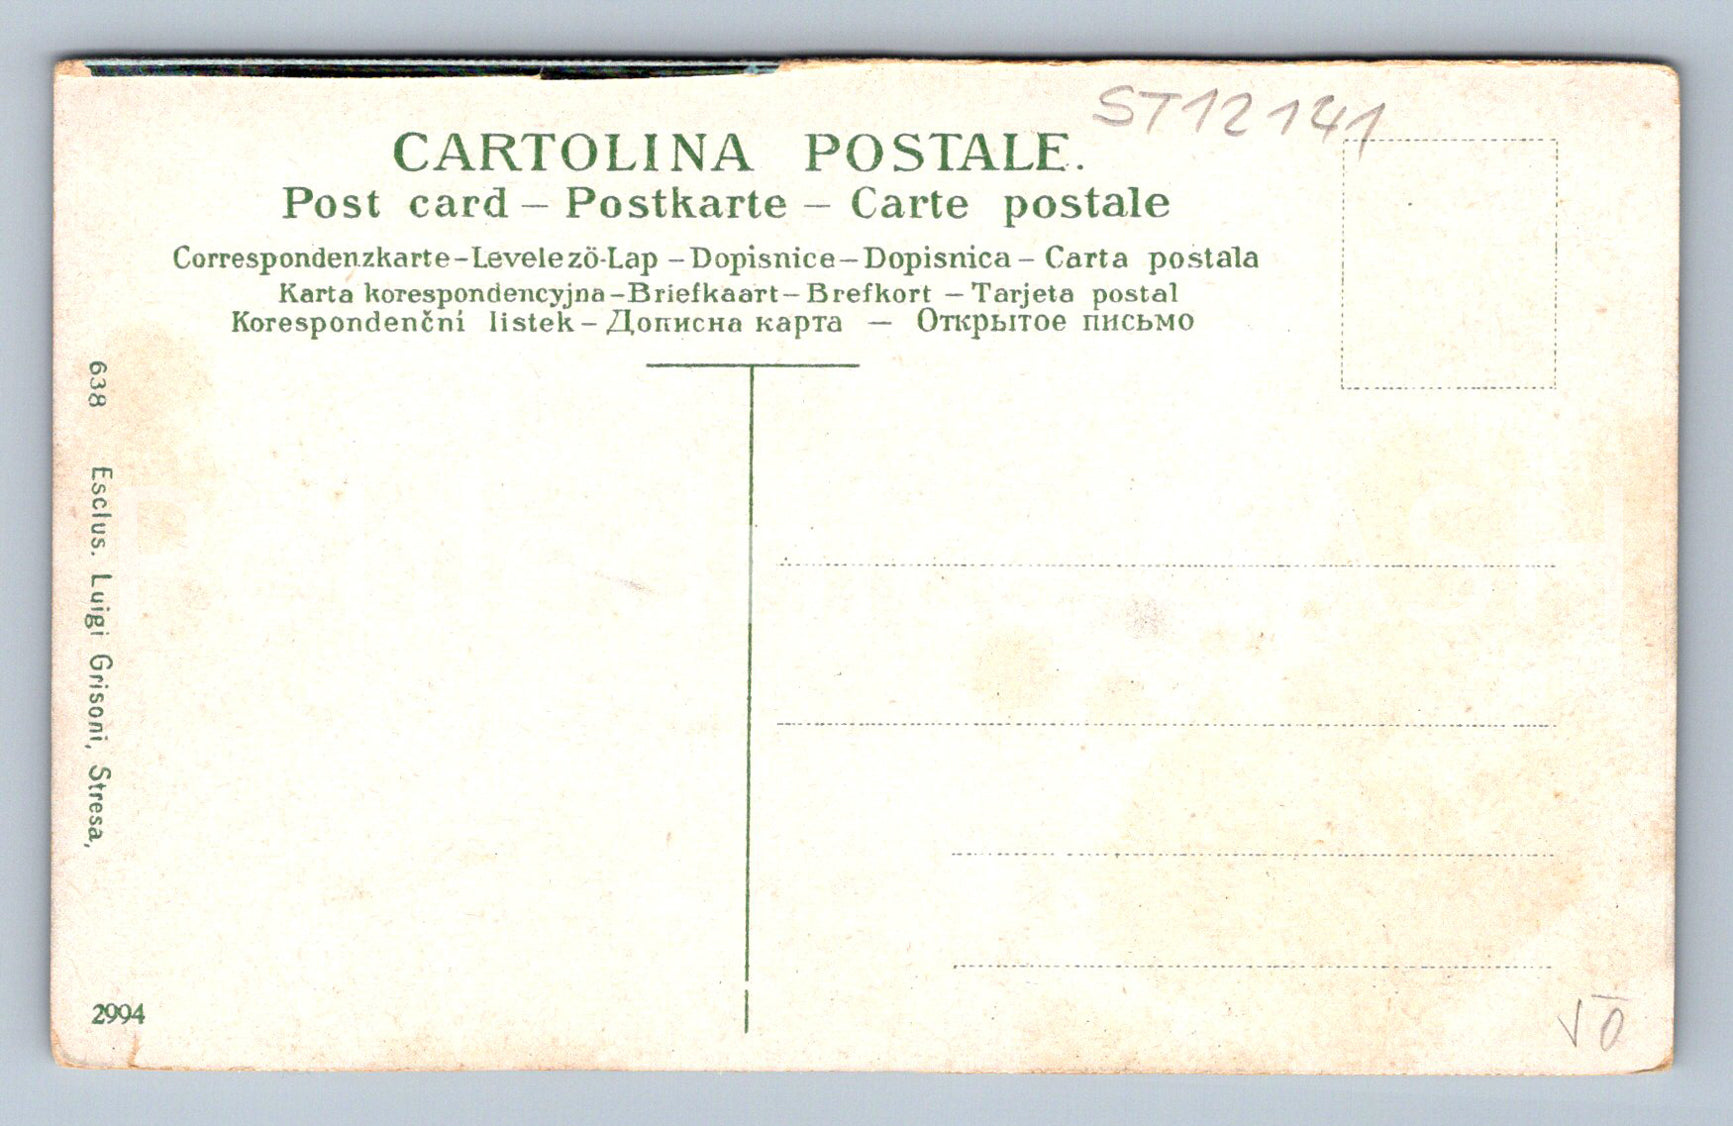 ST12141
CARTOLINA POSTALE.
Post card – Postkarte – Carte postale
Correspondenzkarte–Levelezö-Lap –Dopisnice–Dopisnica– Carta postala
Karta korespondencyjna–Briefkaart–Brefkort –Tarjeta postal
Korespondenční listek–Дописна карта – Открытое письмо
638 Esclus. Luigi Grisoni, Stresa,
2994